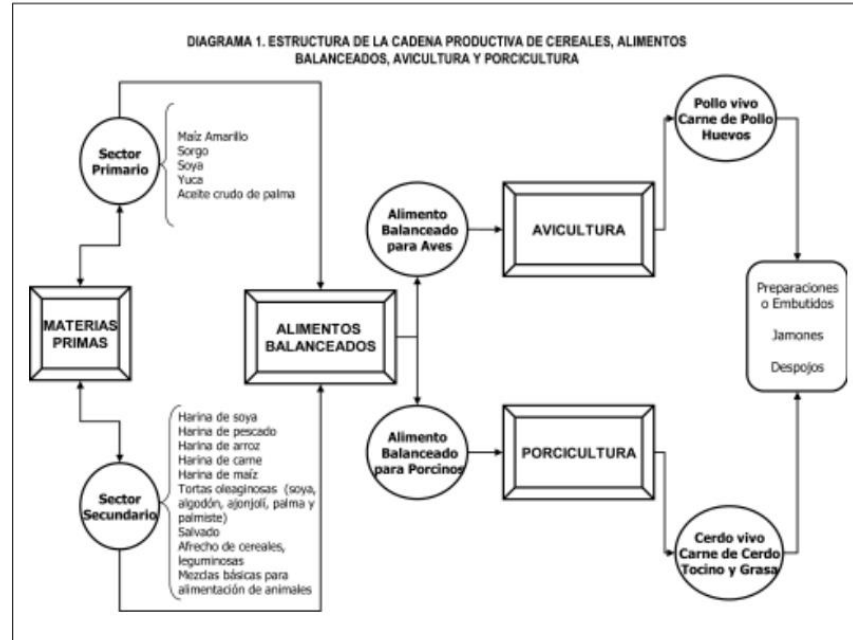 DIAGRAMA 1. ESTRUCTURA DE LA CADENA PRODUCTIVA DE CEREALES, ALIMENTOS
BALANCEADOS, AVICULTURA Y PORCICULTURA
Sector
Primario
Maíz Amarillo
Sorgo
Soya
Yuca
Aceite crudo de palma
MATERIAS
PRIMAS
Sector
Secundario
Harina de soya
Harina de pescado
Harina de arroz
Harina de carne
Harina de maíz
Tortas oleaginosas (soya,
algodón, ajonjolí, palma y
palmiste)
Salvado
Afrecho de cereales,
leguminosas
Mezclas básicas para
alimentación de animales
ALIMENTOS
BALANCEADOS
Alimento
Balanceado
para Aves
AVICULTURA
Pollo vivo
Carne de Pollo
Huevos
Alimento
Balanceado
para Porcinos
PORCICULTURA
Cerdo vivo
Carne de Cerdo
Tocino y Grasa
Preparaciones
o Embutidos
Jamones
Despojos